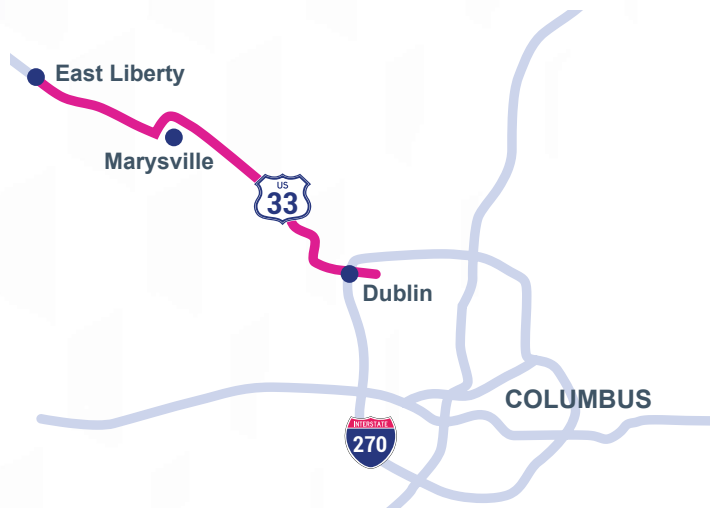 East Liberty
Marysville
US
33
Dublin
COLUMBUS
INTERSTATE
270